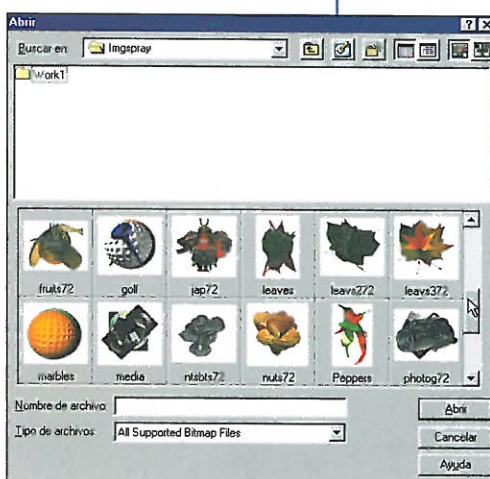 Abrir
Buscar en: Imgspray
Work1
fruits72 golf jap72 leaves leavs272 leavs372
marbles media ntsbts72 nuts72 Peppers photog72
Nombre de archivo:
Abrir
Tipo de archivos: All Supported Bitmap Files
Cancelar
Ayuda